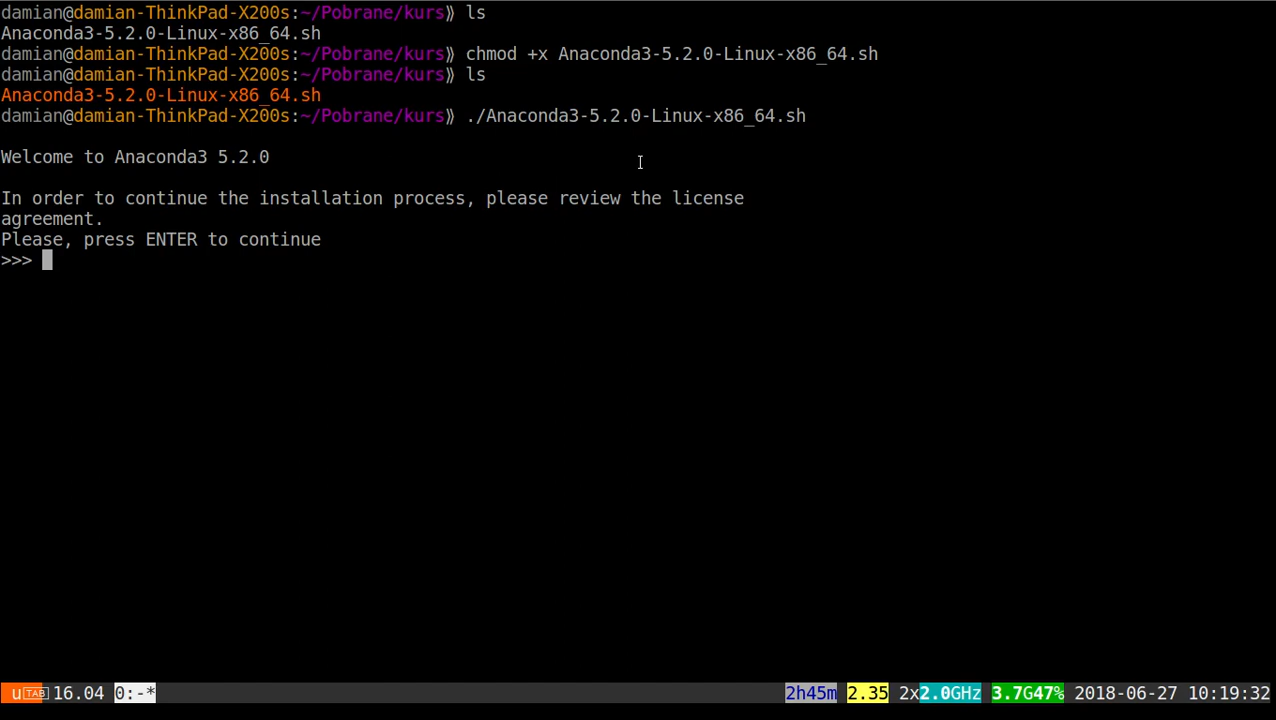 damian@damian-ThinkPad-X200s:~/Pobrane/kurs⟫ ls
Anaconda3-5.2.0-Linux-x86_64.sh
damian@damian-ThinkPad-X200s:~/Pobrane/kurs⟫ chmod +x Anaconda3-5.2.0-Linux-x86_64.sh
damian@damian-ThinkPad-X200s:~/Pobrane/kurs⟫ ls
Anaconda3-5.2.0-Linux-x86_64.sh
damian@damian-ThinkPad-X200s:~/Pobrane/kurs⟫ ./Anaconda3-5.2.0-Linux-x86_64.sh
Welcome to Anaconda3 5.2.0
In order to continue the installation process, please review the license
agreement.
Please, press ENTER to continue
>>>
u TAB 16.04 0:-* 2h45m 2.35 2x2.0GHz 3.7G47% 2018-06-27 10:19:32